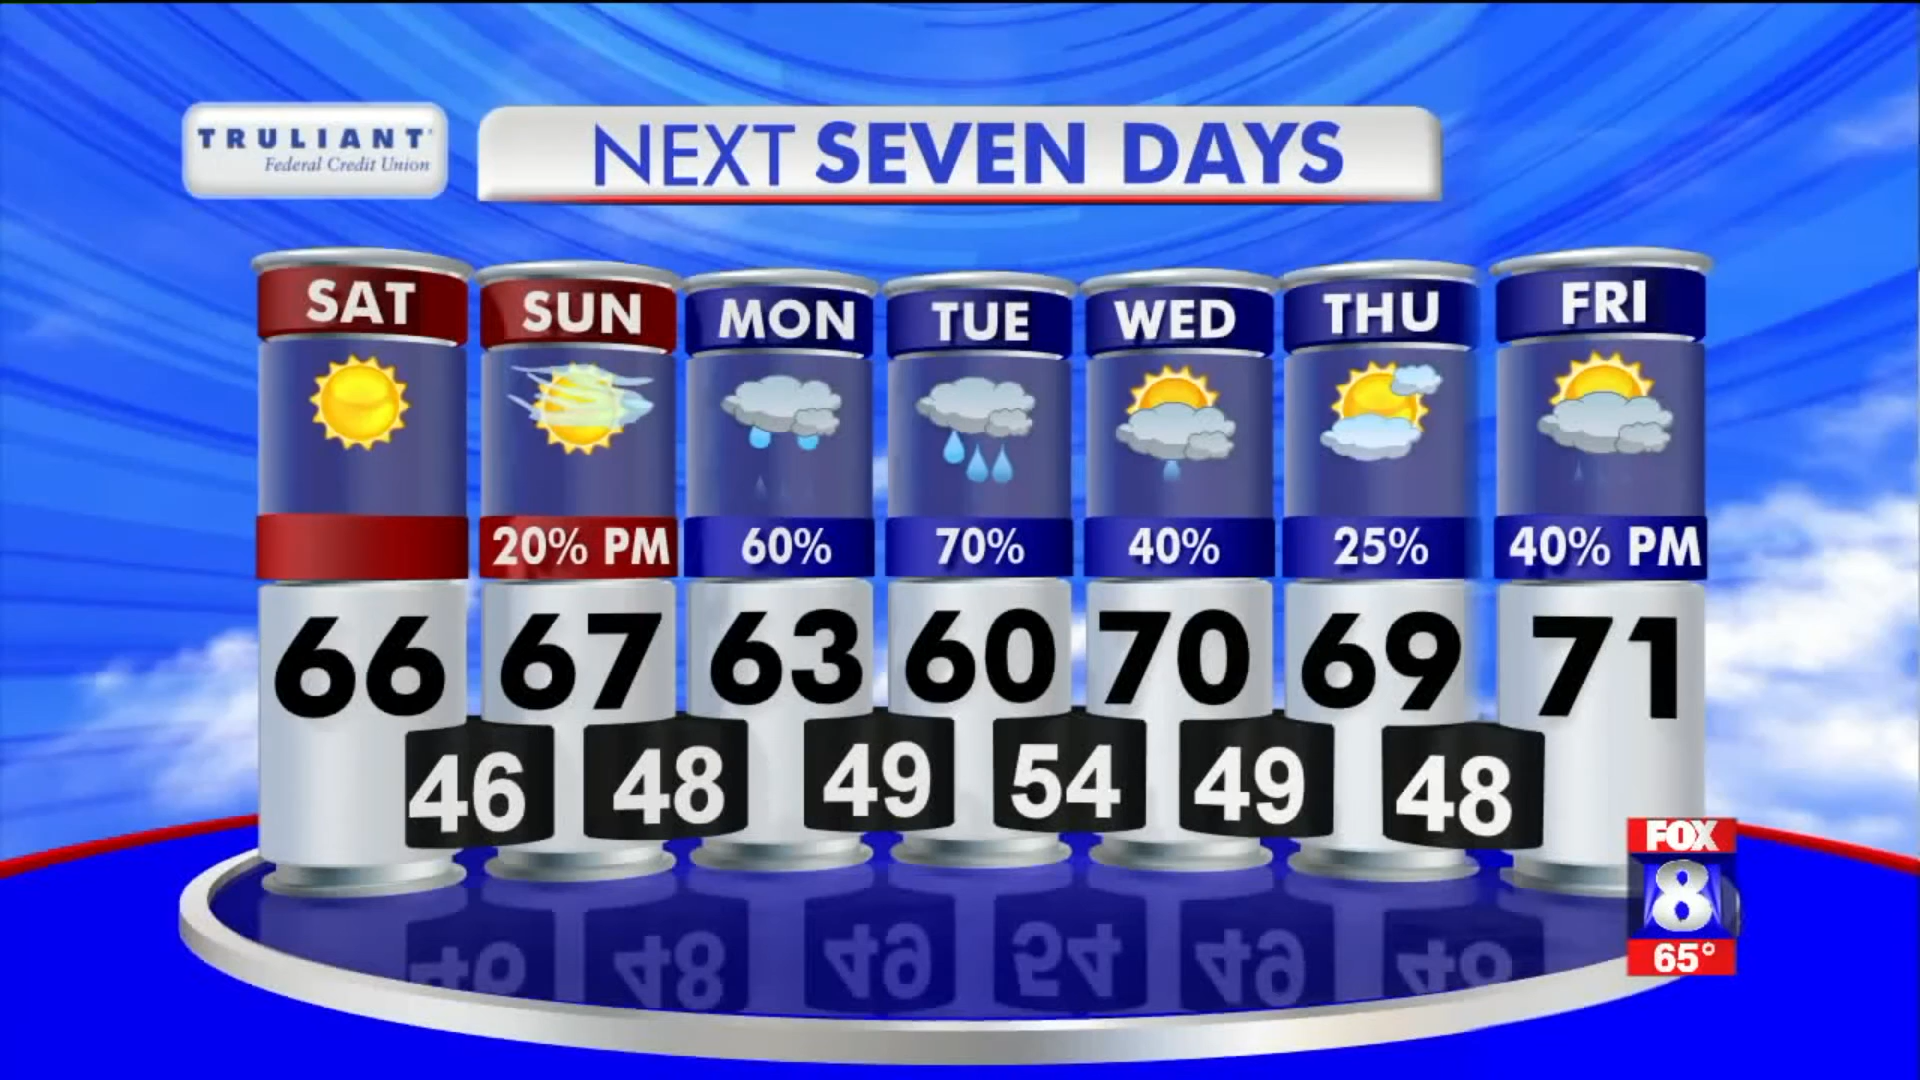 TRULIANT
Federal Credit Union
NEXT SEVEN DAYS
SAT SUN MON TUE WED THU FRI
20% PM 60% 70% 40% 25% 40% PM
66 67 63 60 70 69 71
46 48 49 54 49 48
FOX
8
65°